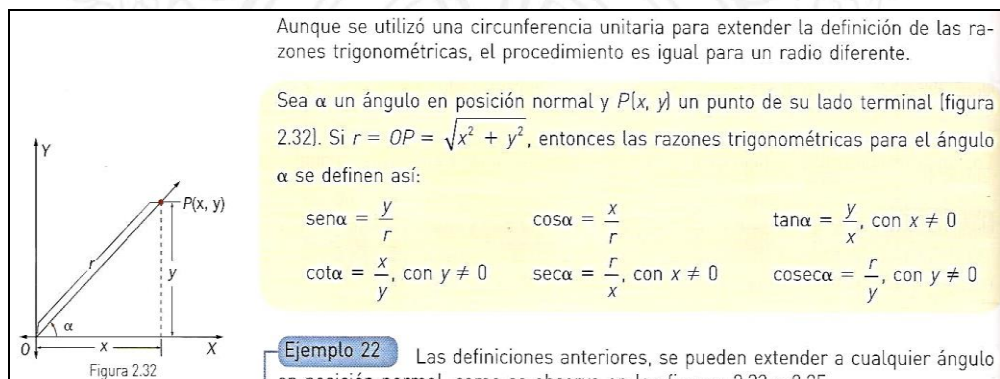 Aunque se utilizó una circunferencia unitaria para extender la definición de las ra-
zones trigonométricas, el procedimiento es igual para un radio diferente.
Sea α un ángulo en posición normal y P(x, y) un punto de su lado terminal (figura
2.32). Si r = OP = √(x² + y²), entonces las razones trigonométricas para el ángulo
α se definen así:
senα = y/r cosα = x/r tanα = y/x, con x ≠ 0
cotα = x/y, con y ≠ 0 secα = r/x, con x ≠ 0 cosecα = r/y, con y ≠ 0
Y
P(x, y)
r
y
α
0 x X
Figura 2.32
Ejemplo 22 Las definiciones anteriores, se pueden extender a cualquier ángulo